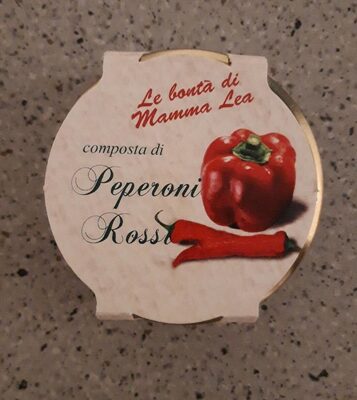 Le bontà di
Mamma Lea
composta di
Peperoni
Rossi